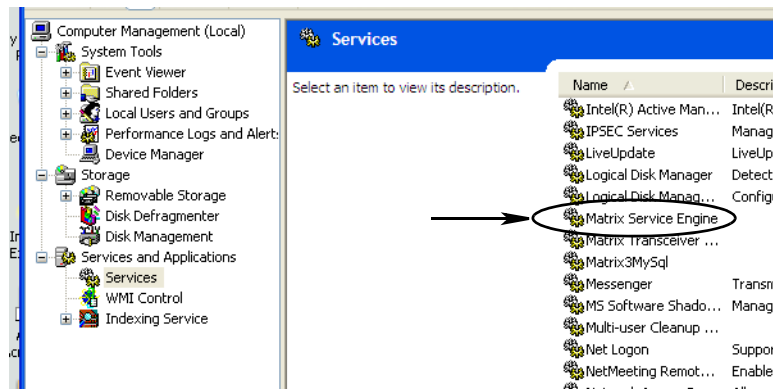 Computer Management (Local)
System Tools
Event Viewer
Shared Folders
Local Users and Groups
Performance Logs and Alert:
Device Manager
Storage
Removable Storage
Disk Defragmenter
Disk Management
Services and Applications
Services
WMI Control
Indexing Service
Services
Select an item to view its description.
Name Descri
Intel(R) Active Man... Intel(R
IPSEC Services Manag
LiveUpdate LiveUp
Logical Disk Manager Detect
Logical Disk Manag... Configu
Matrix Service Engine
Matrix Transceiver ...
Matrix3MySql
Messenger Transm
MS Software Shado... Manag
Multi-user Cleanup ...
Net Logon Suppor
NetMeeting Remot... Enable